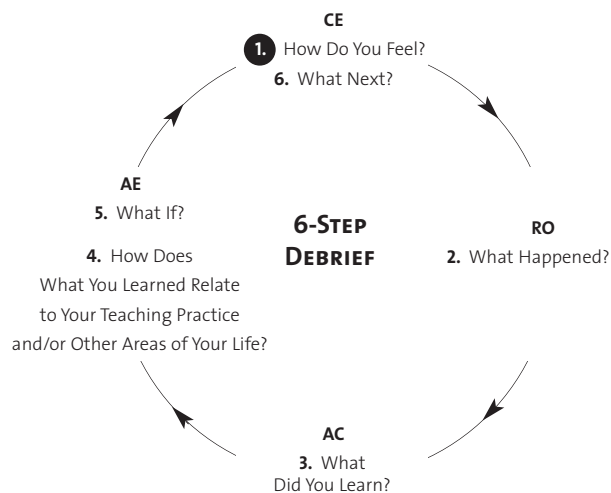 CE
1. How Do You Feel?
6. What Next?
RO
2. What Happened?
AC
3. What
Did You Learn?
AE
5. What If?
4. How Does
What You Learned Relate
to Your Teaching Practice
and/or Other Areas of Your Life?
6-STEP
DEBRIEF